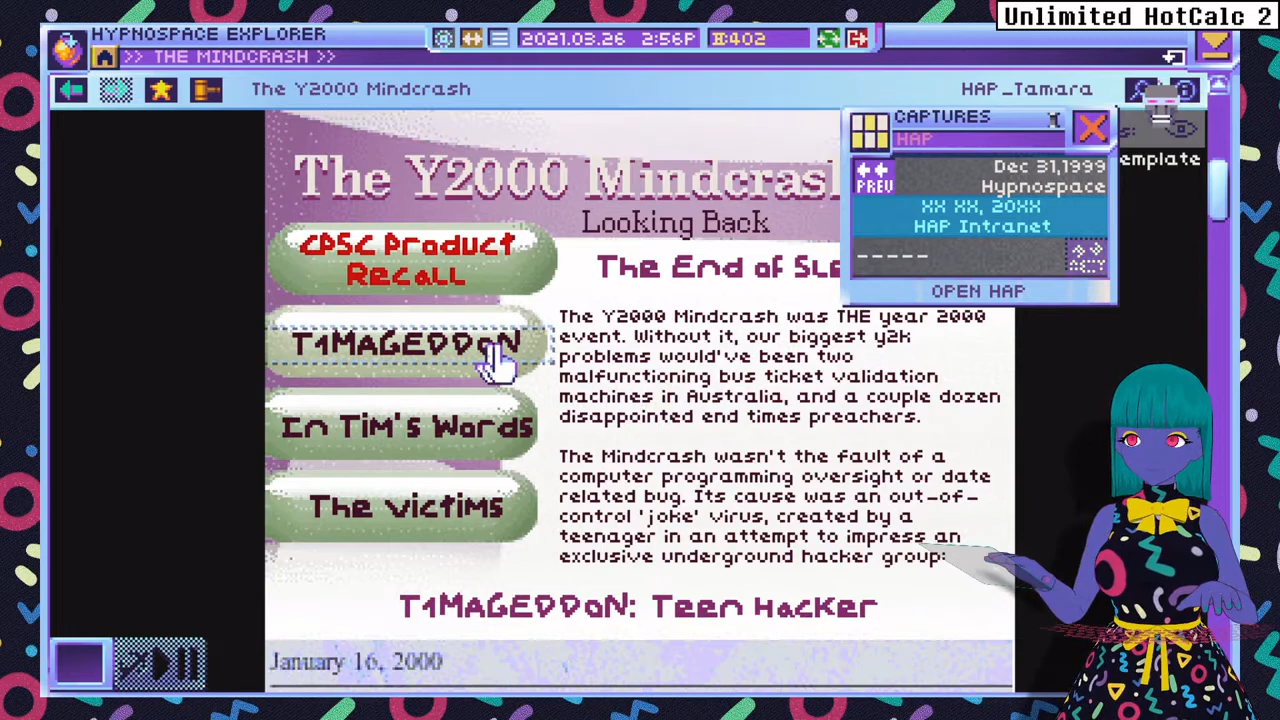 Unlimited HotCalc 2
HYPNOSPACE EXPLORER
2021.03.26 2:56P
402
>> THE MINDCRASH >>
The Y2000 Mindcrash
HAP_Tamara
CAPTURES
HAP
Dec 31,1999
Hypnospace
PREV
XX XX, 20XX
HAP Intranet
-----
OPEN HAP
emplate
The Y2000 Mindcrash
Looking Back
CPSC Product
Recall
T1MAGEDDoN
In TiM's Words
The victims
The End of Sle
The Y2000 Mindcrash was THE year 2000
event. Without it, our biggest y2k
problems would've been two
malfunctioning bus ticket validation
machines in Australia, and a couple dozen
disappointed end times preachers.
The Mindcrash wasn't the fault of a
computer programming oversight or date
related bug. Its cause was an out-of-
control 'joke' virus, created by a
teenager in an attempt to impress an
exclusive underground hacker group:
T1MAGEDDoN: Teen Hacker
January 16, 2000